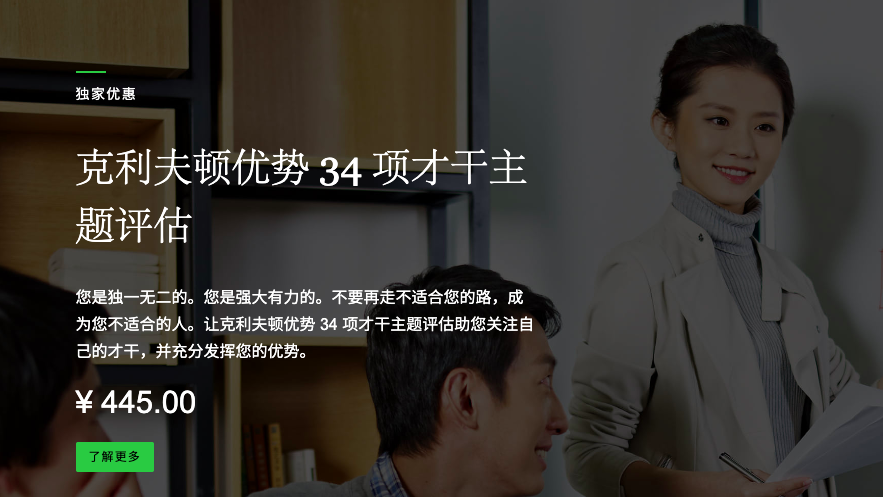 独家优惠
克利夫顿优势 34 项才干主
题评估
您是独一无二的。您是强大有力的。不要再走不适合您的路，成
为您不适合的人。让克利夫顿优势 34 项才干主题评估助您关注自
己的才干，并充分发挥您的优势。
¥ 445.00
了解更多